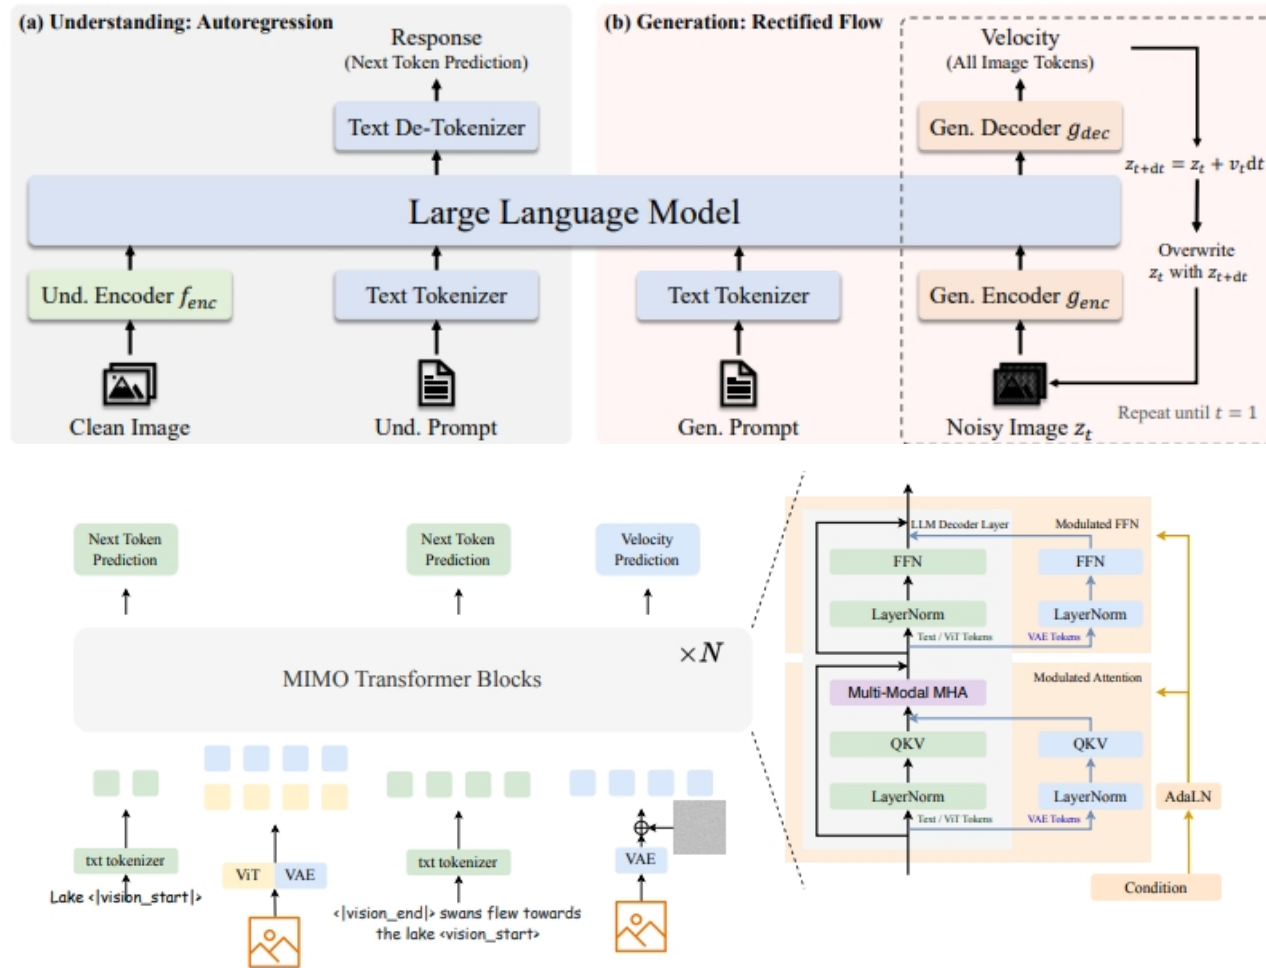 (a) Understanding: Autoregression
Response
(Next Token Prediction)
Text De-Tokenizer
(b) Generation: Rectified Flow
Velocity
(All Image Tokens)
Gen. Decoder g_dec
z_{t+dt} = z_t + v_t dt
Large Language Model
Overwrite
z_t with z_{t+dt}
Und. Encoder f_enc
Text Tokenizer
Text Tokenizer
Gen. Encoder g_enc
Clean Image
Und. Prompt
Gen. Prompt
Noisy Image z_t
Repeat until t = 1
Next Token
Prediction
Next Token
Prediction
Velocity
Prediction
×N
MIMO Transformer Blocks
txt tokenizer
Lake <|vision_start|>
ViT
VAE
txt tokenizer
<|vision_end|> swans flew towards
the lake <vision_start>
VAE
LLM Decoder Layer
Modulated FFN
FFN
FFN
LayerNorm
LayerNorm
Text / ViT Tokens
VAE Tokens
Multi-Modal MHA
Modulated Attention
QKV
QKV
LayerNorm
LayerNorm
AdaLN
Text / ViT Tokens
VAE Tokens
Condition